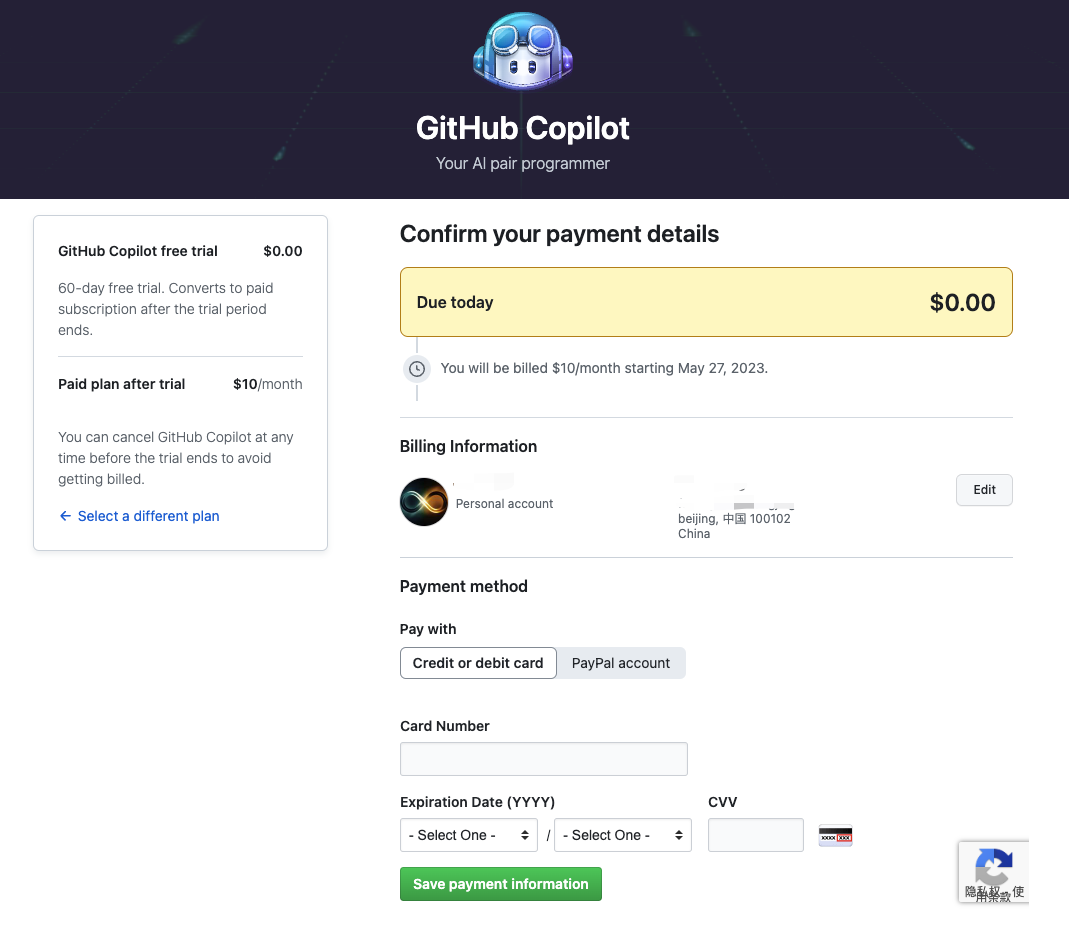 GitHub Copilot
Your AI pair programmer
GitHub Copilot free trial $0.00
60-day free trial. Converts to paid
subscription after the trial period
ends.
Paid plan after trial $10/month
You can cancel GitHub Copilot at any
time before the trial ends to avoid
getting billed.
← Select a different plan
Confirm your payment details
Due today $0.00
You will be billed $10/month starting May 27, 2023.
Billing Information
Personal account
beijing, 中国 100102
China
Edit
Payment method
Pay with
Credit or debit card PayPal account
Card Number
Expiration Date (YYYY) CVV
- Select One - / - Select One -
XXXX XXX
Save payment information
隐私权 - 使
用条款